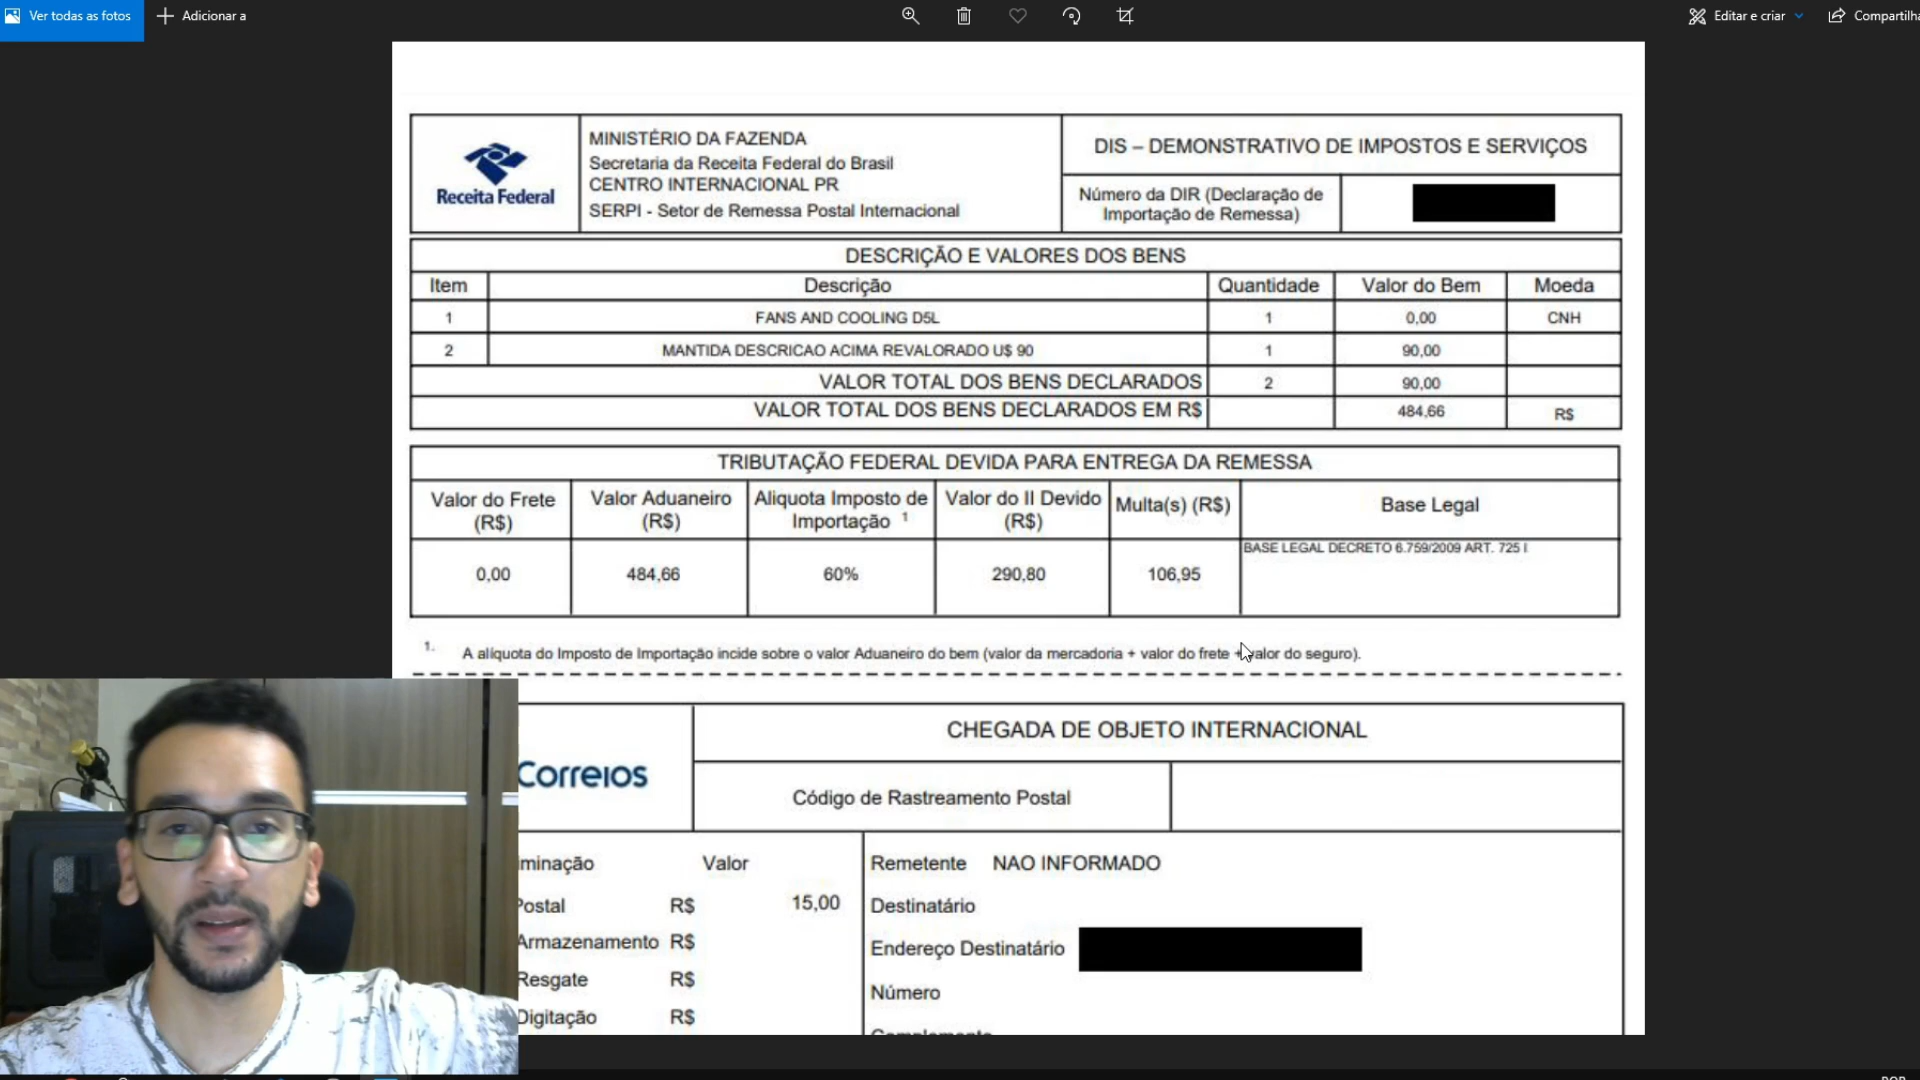 Ver todas as fotos
Adicionar a
Editar e criar
Compartilha
Receita Federal
MINISTÉRIO DA FAZENDA
Secretaria da Receita Federal do Brasil
CENTRO INTERNACIONAL PR
SERPI - Setor de Remessa Postal Internacional
DIS – DEMONSTRATIVO DE IMPOSTOS E SERVIÇOS
Número da DIR (Declaração de
Importação de Remessa)
DESCRIÇÃO E VALORES DOS BENS
Item Descrição Quantidade Valor do Bem Moeda
1 FANS AND COOLING D5L 1 0,00 CNH
2 MANTIDA DESCRICAO ACIMA REVALORADO U$ 90 1 90,00
VALOR TOTAL DOS BENS DECLARADOS 2 90,00
VALOR TOTAL DOS BENS DECLARADOS EM R$ 484,66 R$
TRIBUTAÇÃO FEDERAL DEVIDA PARA ENTREGA DA REMESSA
Valor do Frete
(R$)
Valor Aduaneiro
(R$)
Aliquota Imposto de
Importação 1
Valor do II Devido
(R$)
Multa(s) (R$)
Base Legal
0,00 484,66 60% 290,80 106,95
BASE LEGAL DECRETO 6.759/2009 ART. 725 I
1. A alíquota do Imposto de Importação incide sobre o valor Aduaneiro do bem (valor da mercadoria + valor do frete + valor do seguro).
Correios
CHEGADA DE OBJETO INTERNACIONAL
Código de Rastreamento Postal
iminação Valor
Postal R$ 15,00
Armazenamento R$
Resgate R$
Digitação R$
Remetente NAO INFORMADO
Destinatário
Endereço Destinatário
Número